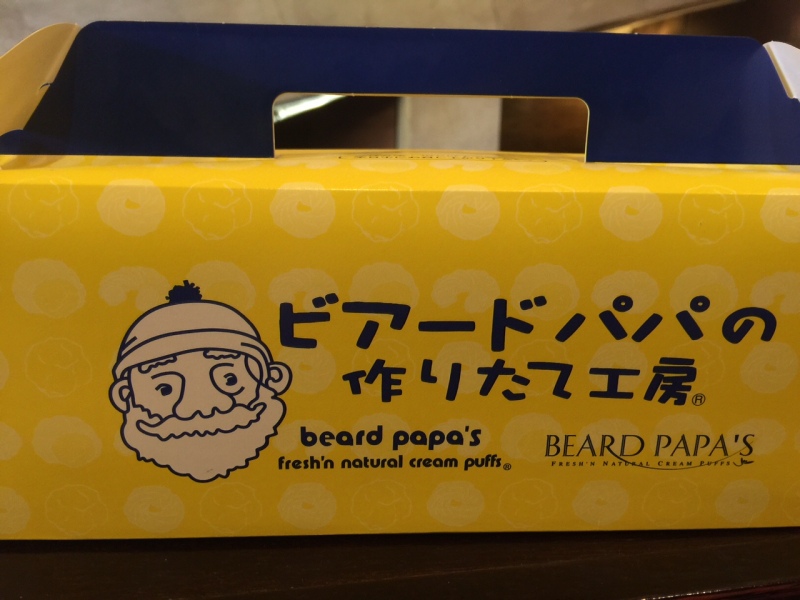 ビアードパパの
作りたて工房®
beard papa's
fresh'n natural cream puffs®
BEARD PAPA'S
FRESH'N NATURAL CREAM PUFFS